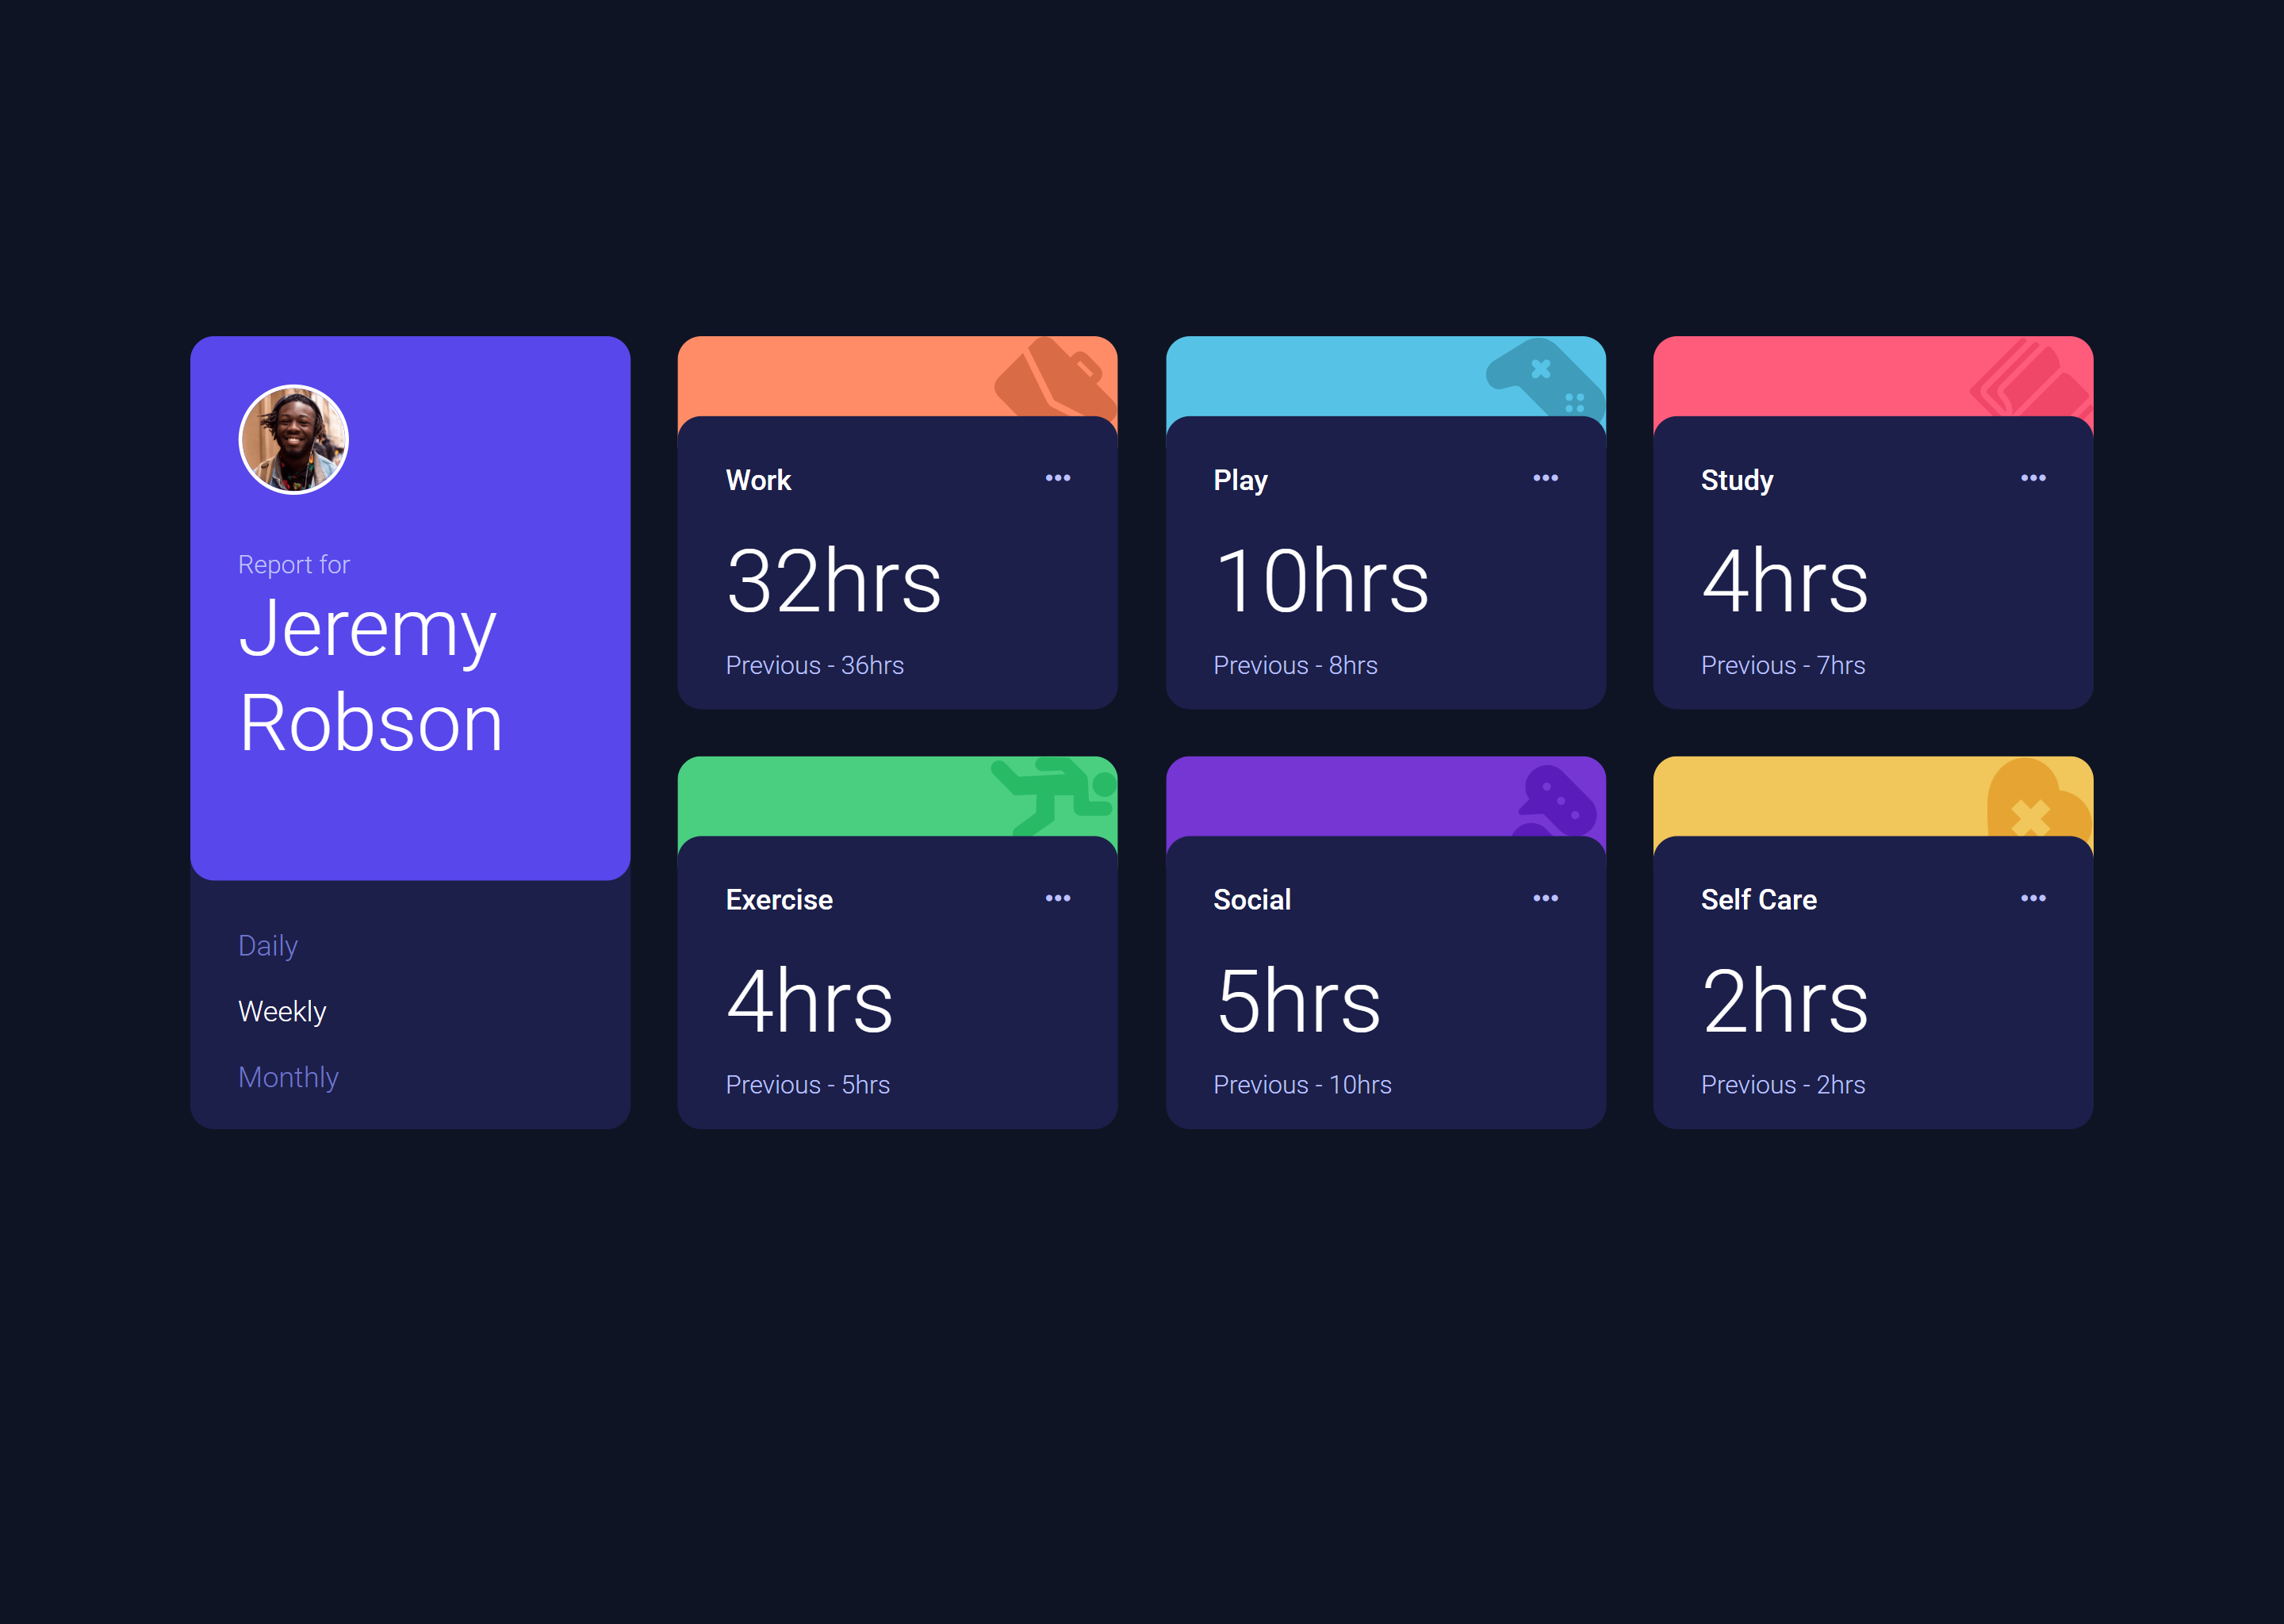 Report for
Jeremy
Robson
Daily
Weekly
Monthly
Work
32hrs
Previous - 36hrs
Play
10hrs
Previous - 8hrs
Study
4hrs
Previous - 7hrs
Exercise
4hrs
Previous - 5hrs
Social
5hrs
Previous - 10hrs
Self Care
2hrs
Previous - 2hrs